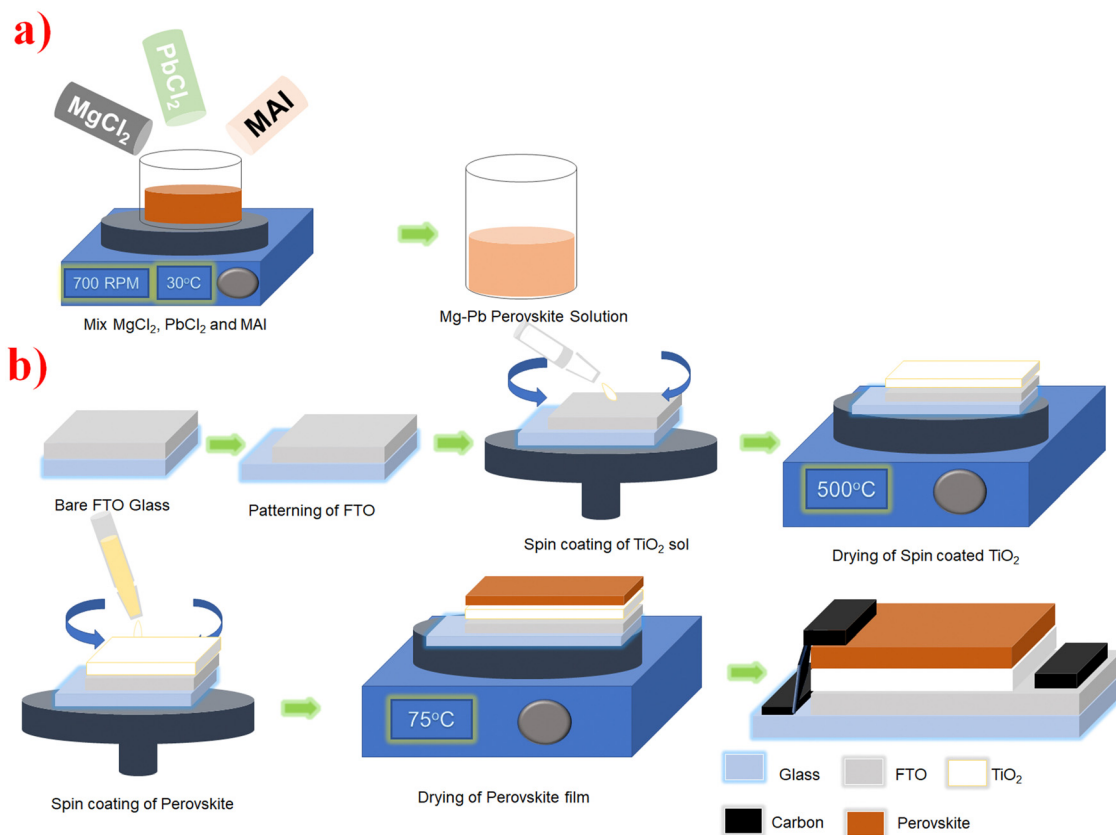 a)
MgCl₂
PbCl₂
MAI
700 RPM
30°C
Mix MgCl₂, PbCl₂ and MAI
Mg-Pb Perovskite Solution
b)
Bare FTO Glass
Patterning of FTO
Spin coating of TiO₂ sol
500°C
Drying of Spin coated TiO₂
Spin coating of Perovskite
75°C
Drying of Perovskite film
Glass
FTO
TiO₂
Carbon
Perovskite